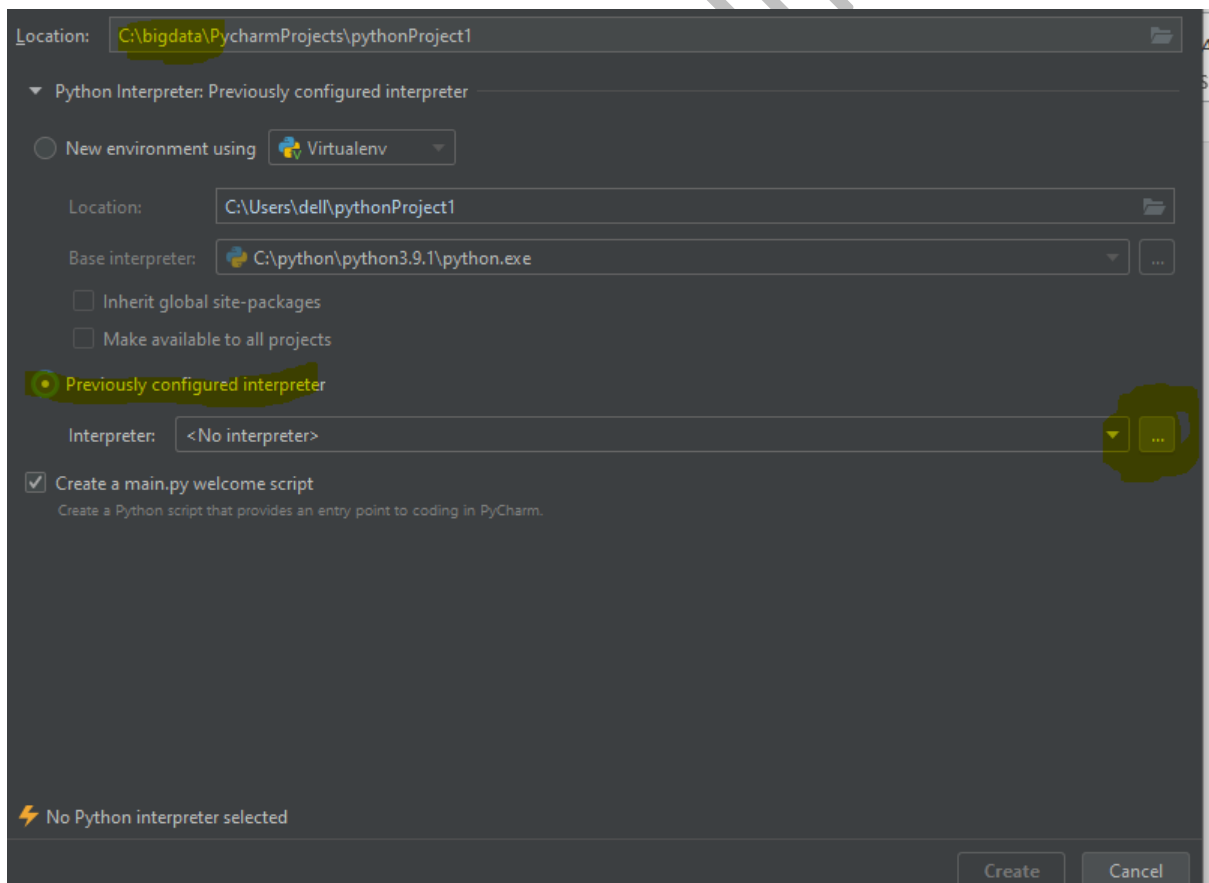 Location: C:\bigdata\PycharmProjects\pythonProject1
Python Interpreter: Previously configured interpreter
New environment using Virtualenv
Location: C:\Users\dell\pythonProject1
Base interpreter: C:\python\python3.9.1\python.exe ...
Inherit global site-packages
Make available to all projects
Previously configured interpreter
Interpreter: <No interpreter> ...
Create a main.py welcome script
Create a Python script that provides an entry point to coding in PyCharm.
No Python interpreter selected
Create Cancel